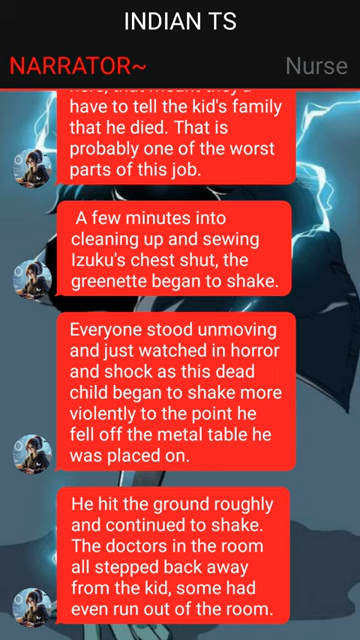 INDIAN TS
NARRATOR~ Nurse
have to tell the kid's family
that he died. That is
probably one of the worst
parts of this job.
A few minutes into
cleaning up and sewing
Izuku's chest shut, the
greenette began to shake.
Everyone stood unmoving
and just watched in horror
and shock as this dead
child began to shake more
violently to the point he
fell off the metal table he
was placed on.
He hit the ground roughly
and continued to shake.
The doctors in the room
all stepped back away
from the kid, some had
even run out of the room.